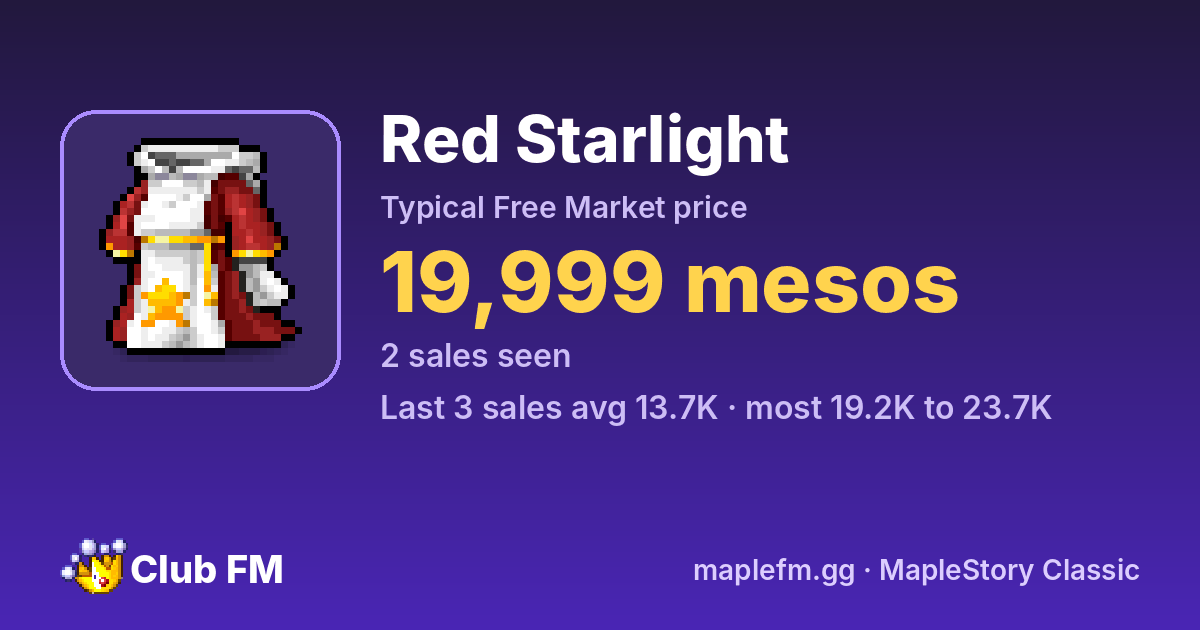 Red Starlight
Typical Free Market price
19,999 mesos
2 sales seen
Last 3 sales avg 13.7K · most 19.2K to 23.7K
Club FM
maplefm.gg · MapleStory Classic